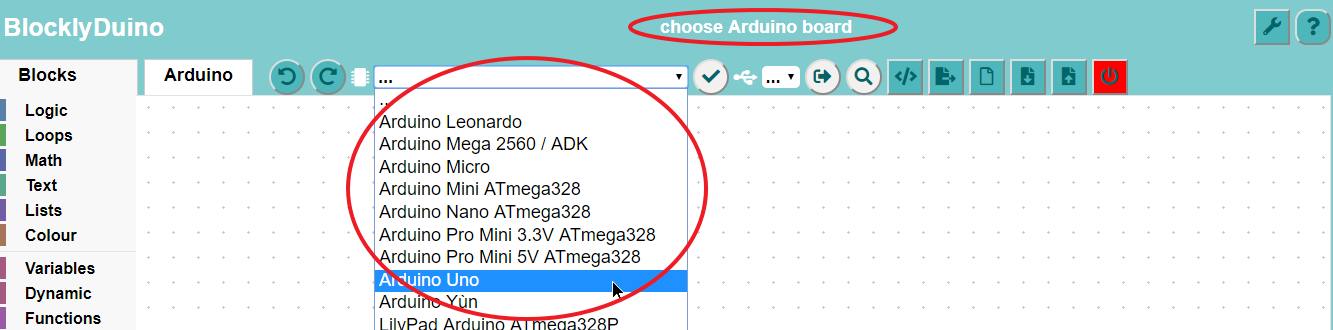 BlocklyDuino
choose Arduino board
?
Blocks
Arduino
...
...
</>
Logic
Loops
Math
Text
Lists
Colour
Variables
Dynamic
Functions
...
Arduino Leonardo
Arduino Mega 2560 / ADK
Arduino Micro
Arduino Mini ATmega328
Arduino Nano ATmega328
Arduino Pro Mini 3.3V ATmega328
Arduino Pro Mini 5V ATmega328
Arduino Uno
Arduino Yùn
LilyPad Arduino ATmega328P